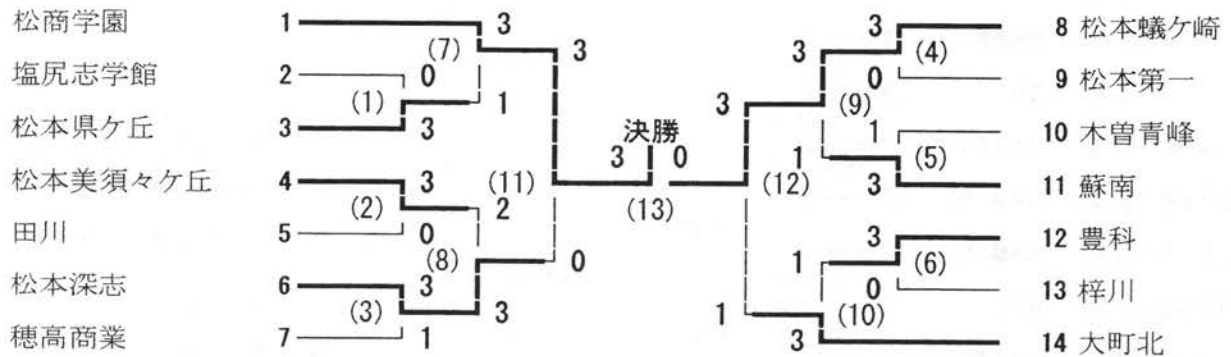 松商学園 1 3 3 8 松本蟻ケ崎
(7) 3 3 (4)
塩尻志学館 2 0 0 9 松本第一
(1) 1 3 (9)
松本県ケ丘 3 3 決勝 1 10 木曽青峰
3 0 1 (5)
松本美須々ケ丘 4 3 (11) (13) (12) 3 11 蘇南
(2) 2
田川 5 0 3 12 豊科
(8) 0 1 (6)
松本深志 6 3 0 13 梓川
(3) 3 1 (10)
穂高商業 7 1 3 14 大町北